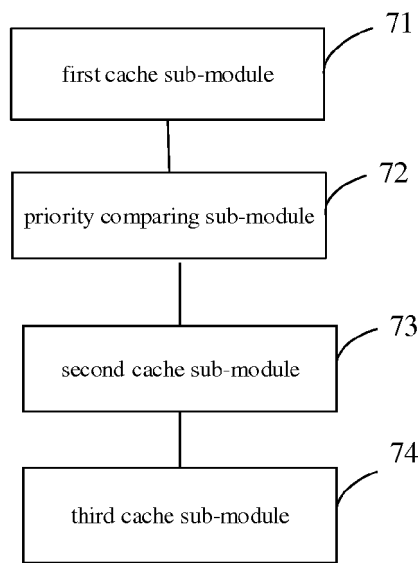 71
first cache sub-module
72
priority comparing sub-module
73
second cache sub-module
74
third cache sub-module